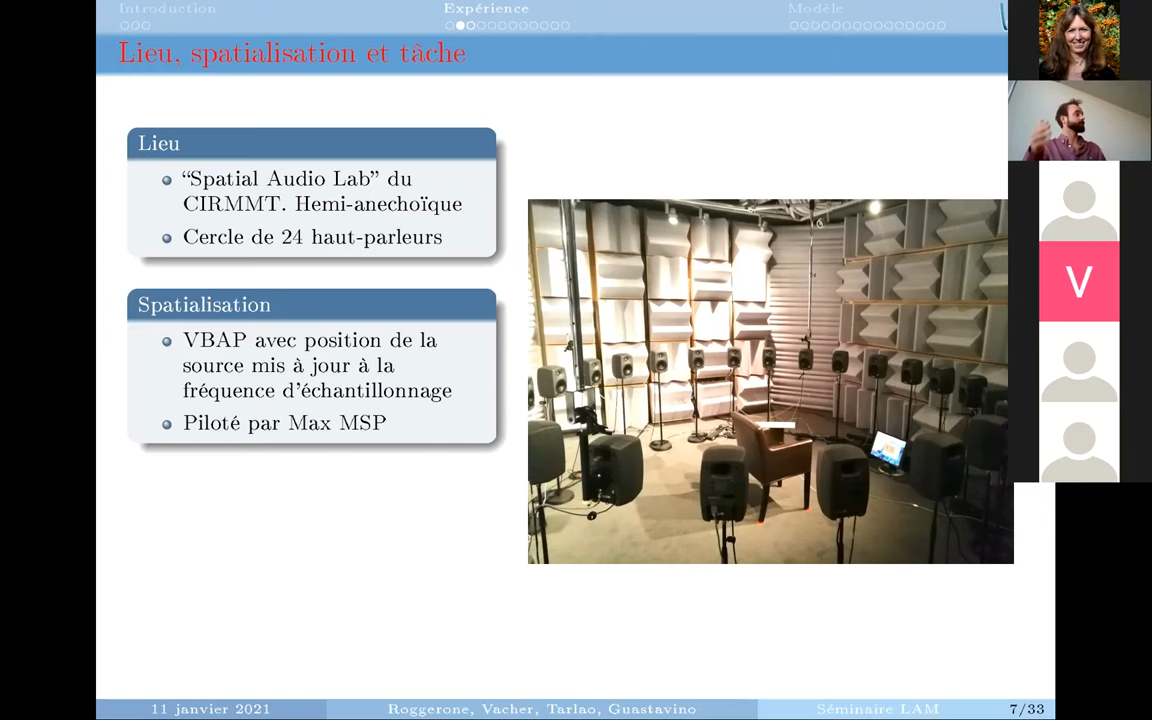 Introduction
Expérience
Modèle
Lieu, spatialisation et tâche
Lieu
“Spatial Audio Lab” du
CIRMMT. Hemi-anechoïque
Cercle de 24 haut-parleurs
Spatialisation
VBAP avec position de la
source mis à jour à la
fréquence d’échantillonnage
Piloté par Max MSP
V
11 janvier 2021
Roggerone, Vacher, Tarlao, Guastavino
Séminaire LAM
7/33